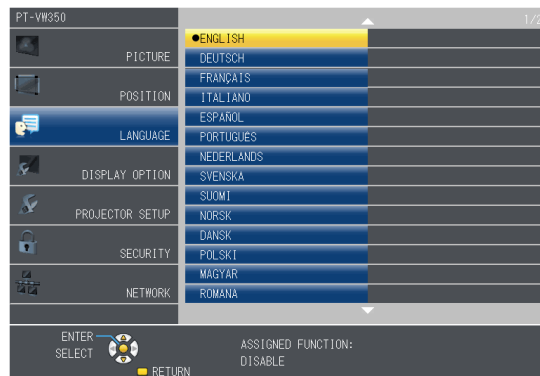 PT-VW350
1/2
PICTURE
POSITION
LANGUAGE
DISPLAY OPTION
PROJECTOR SETUP
SECURITY
NETWORK
●ENGLISH
DEUTSCH
FRANÇAIS
ITALIANO
ESPAÑOL
PORTUGUÊS
NEDERLANDS
SVENSKA
SUOMI
NORSK
DANSK
POLSKI
MAGYAR
ROMANA
ENTER
SELECT
RETURN
ASSIGNED FUNCTION:
DISABLE